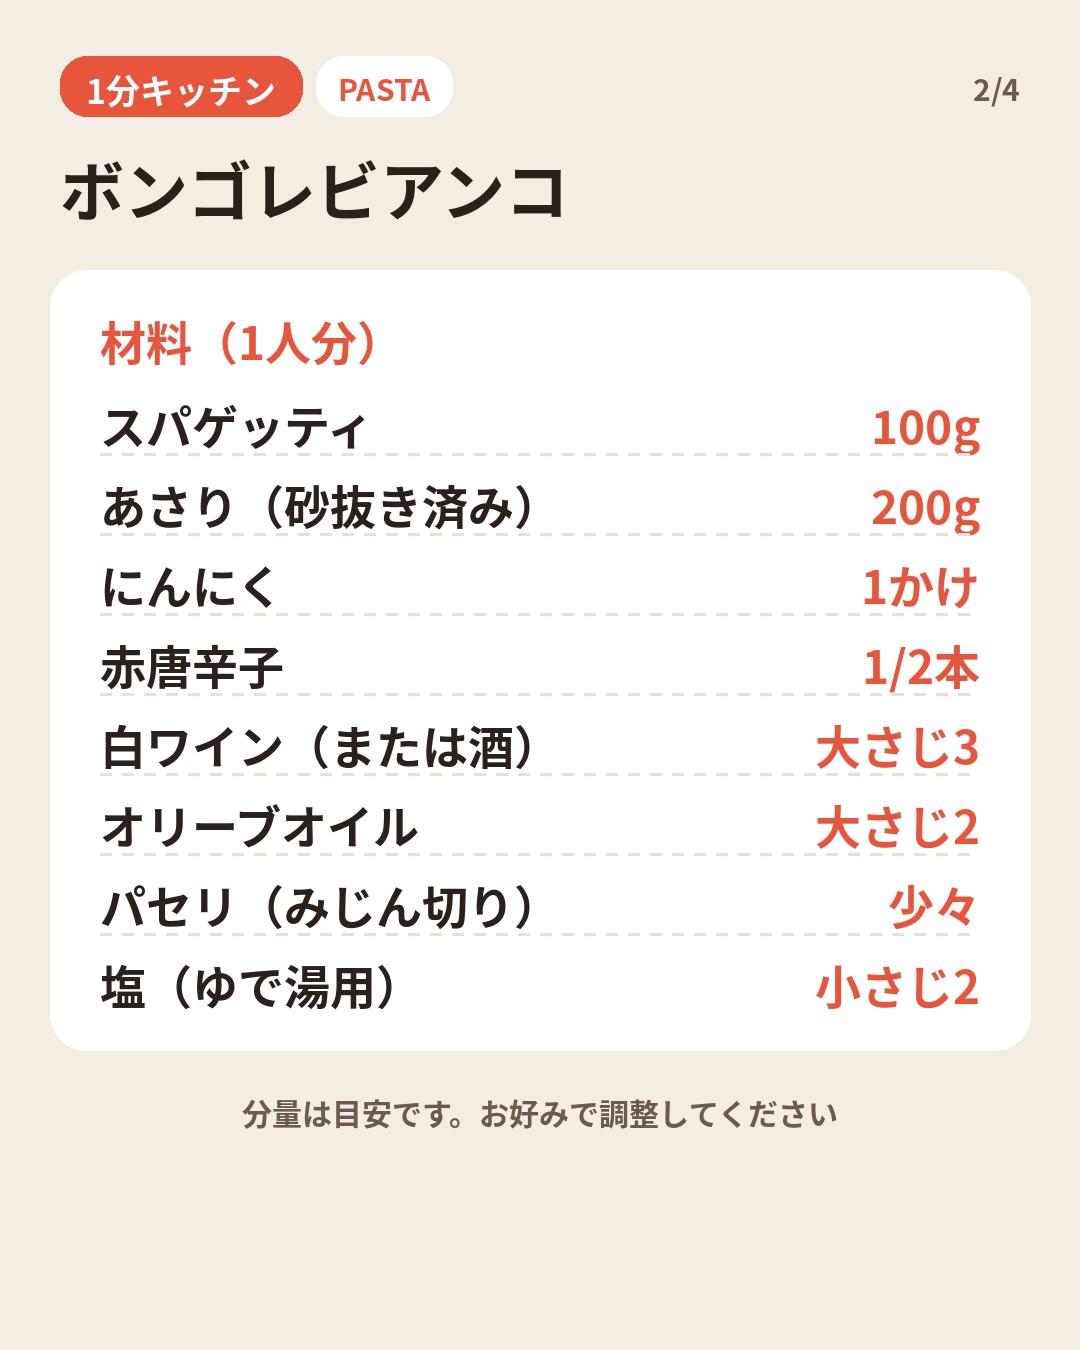 1分キッチン PASTA 2/4
ボンゴレビアンコ
材料（1人分）
スパゲッティ 100g
あさり（砂抜き済み） 200g
にんにく 1かけ
赤唐辛子 1/2本
白ワイン（または酒） 大さじ3
オリーブオイル 大さじ2
パセリ（みじん切り） 少々
塩（ゆで湯用） 小さじ2
分量は目安です。お好みで調整してください